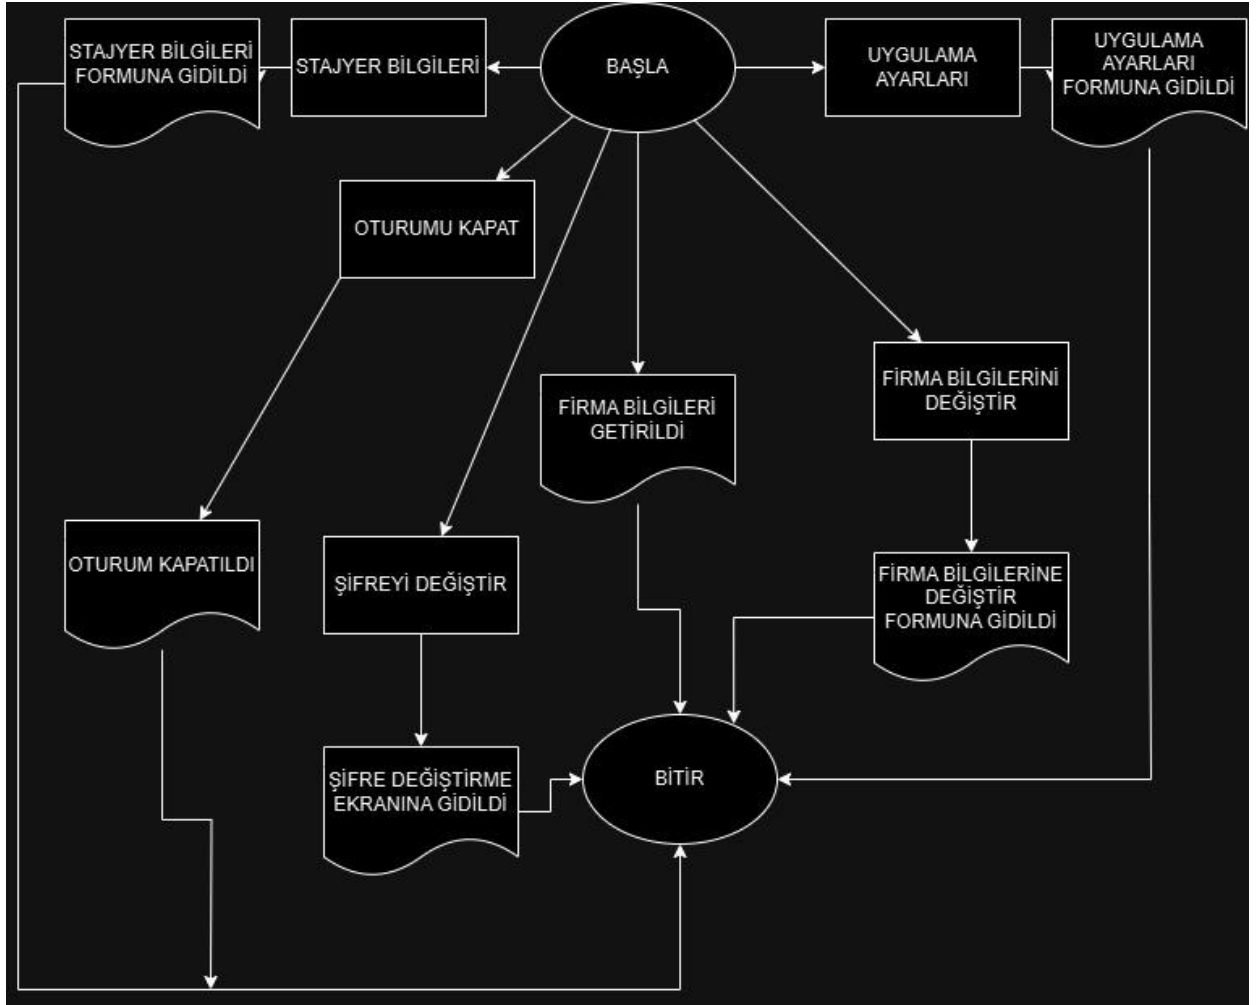 STAJYER BİLGİLERİ
FORMUNA GİDİLDİ
STAJYER BİLGİLERİ
BAŞLA
UYGULAMA
AYARLARI
UYGULAMA
AYARLARI
FORMUNA GİDİLDİ
OTURUMU KAPAT
FİRMA BİLGİLERİ
GETİRİLDİ
FİRMA BİLGİLERİNİ
DEĞİŞTİR
OTURUM KAPATILDI
ŞİFREYİ DEĞİŞTİR
FİRMA BİLGİLERİNE
DEĞİŞTİR
FORMUNA GİDİLDİ
ŞİFRE DEĞİŞTİRME
EKRANINA GİDİLDİ
BİTİR